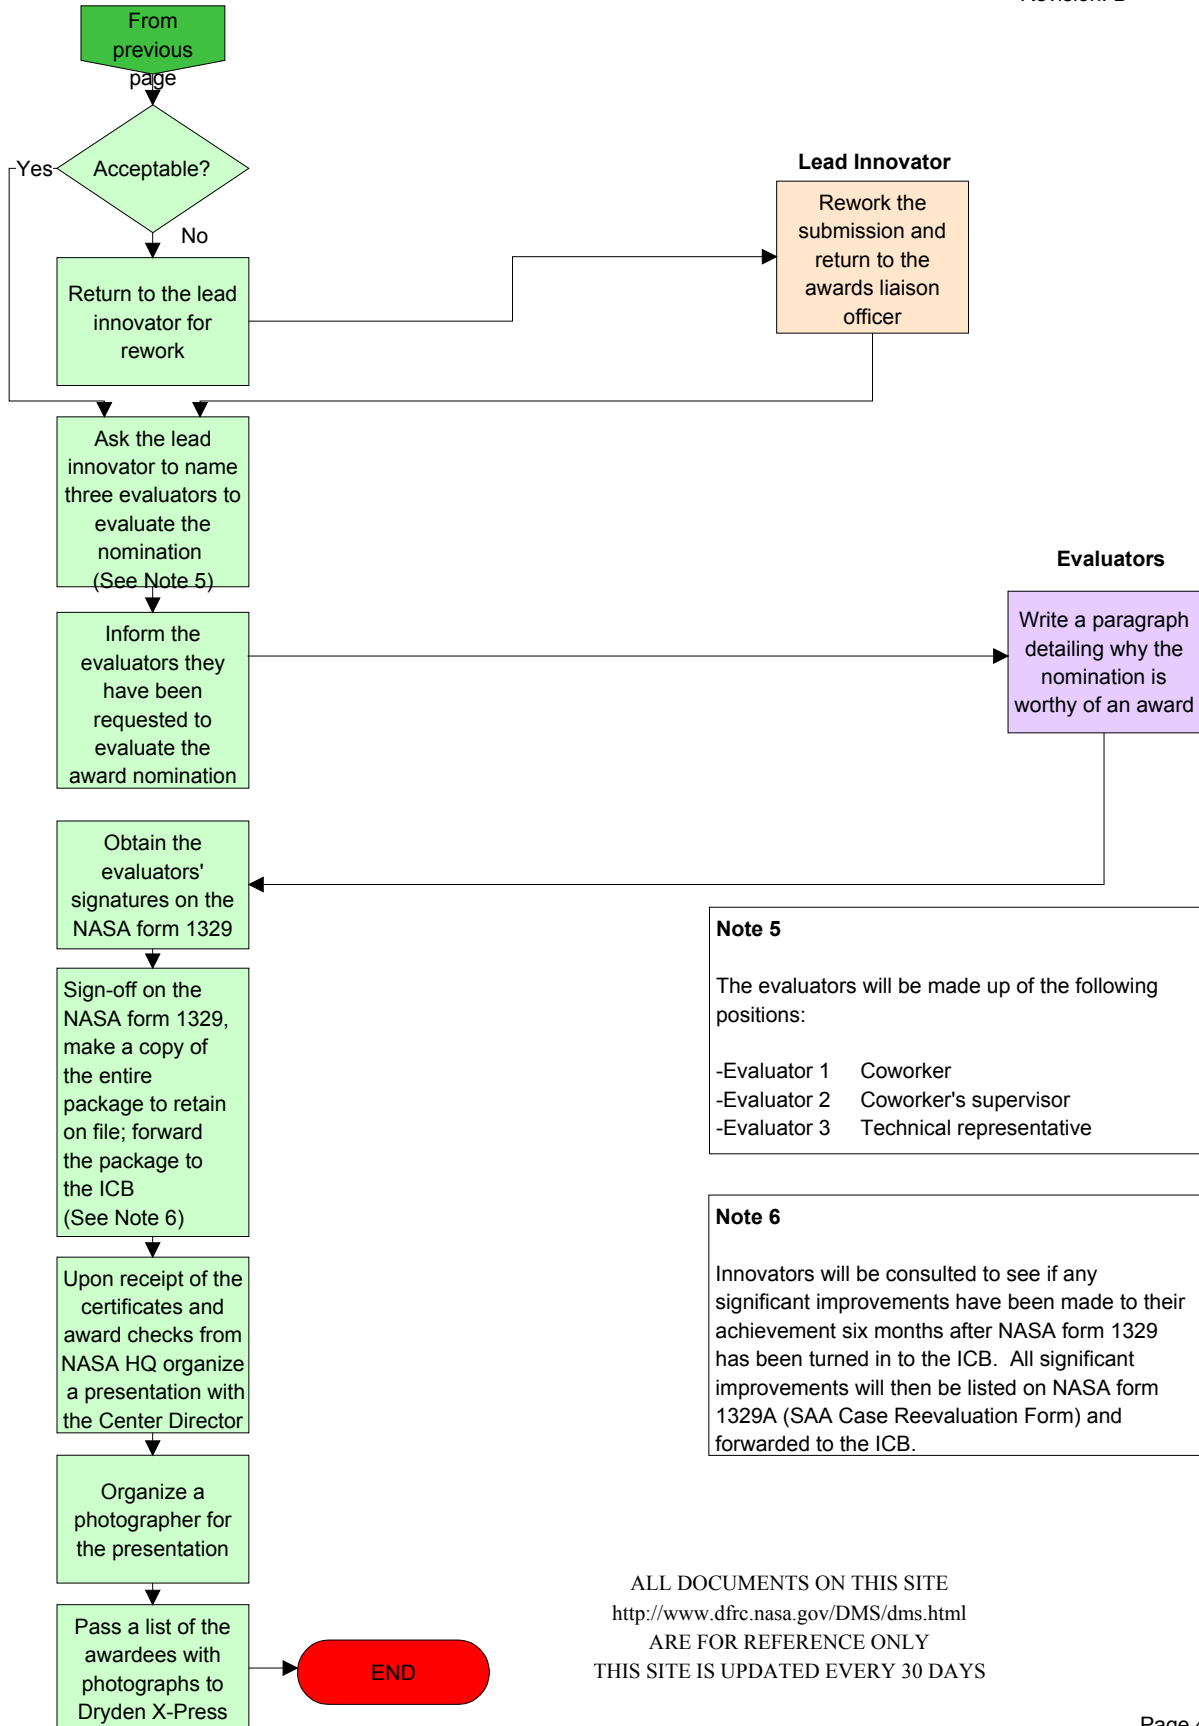 From
previous
page
Acceptable?
Yes
No
Return to the lead
innovator for
rework
Lead Innovator
Rework the
submission and
return to the
awards liaison
officer
Ask the lead
innovator to name
three evaluators to
evaluate the
nomination
(See Note 5)
Evaluators
Inform the
evaluators they
have been
requested to
evaluate the
award nomination
Write a paragraph
detailing why the
nomination is
worthy of an award
Obtain the
evaluators'
signatures on the
NASA form 1329
Sign-off on the
NASA form 1329,
make a copy of
the entire
package to retain
on file; forward
the package to
the ICB
(See Note 6)
Note 5
The evaluators will be made up of the following
positions:
-Evaluator 1 Coworker
-Evaluator 2 Coworker's supervisor
-Evaluator 3 Technical representative
Note 6
Innovators will be consulted to see if any
significant improvements have been made to their
achievement six months after NASA form 1329
has been turned in to the ICB. All significant
improvements will then be listed on NASA form
1329A (SAA Case Reevaluation Form) and
forwarded to the ICB.
Upon receipt of the
certificates and
award checks from
NASA HQ organize
a presentation with
the Center Director
Organize a
photographer for
the presentation
Pass a list of the
awardees with
photographs to
Dryden X-Press
END
ALL DOCUMENTS ON THIS SITE
http://www.dfrc.nasa.gov/DMS/dms.html
ARE FOR REFERENCE ONLY
THIS SITE IS UPDATED EVERY 30 DAYS
Page